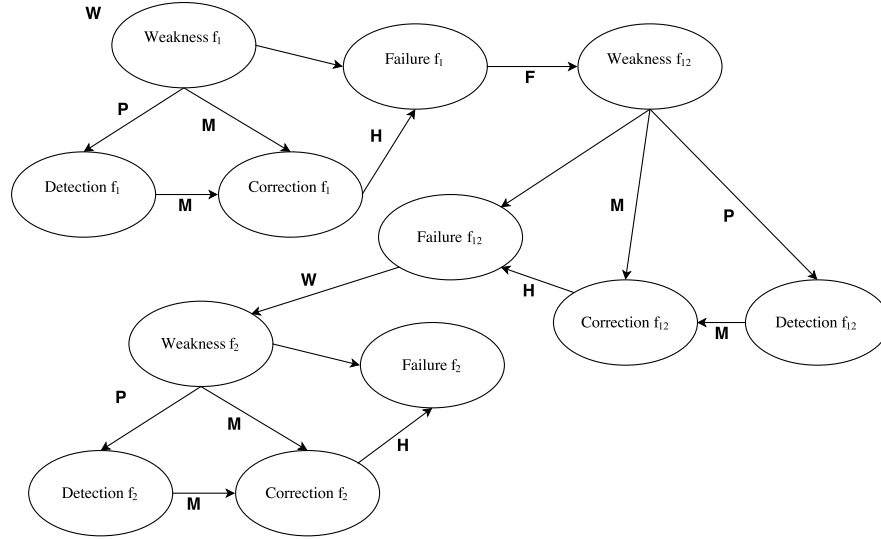 W
Weakness f1
Failure f1
F
Weakness f12
P
M
H
Detection f1
M
Correction f1
M
P
Failure f12
W
H
Correction f12
M
Detection f12
Weakness f2
Failure f2
P
M
H
Detection f2
M
Correction f2